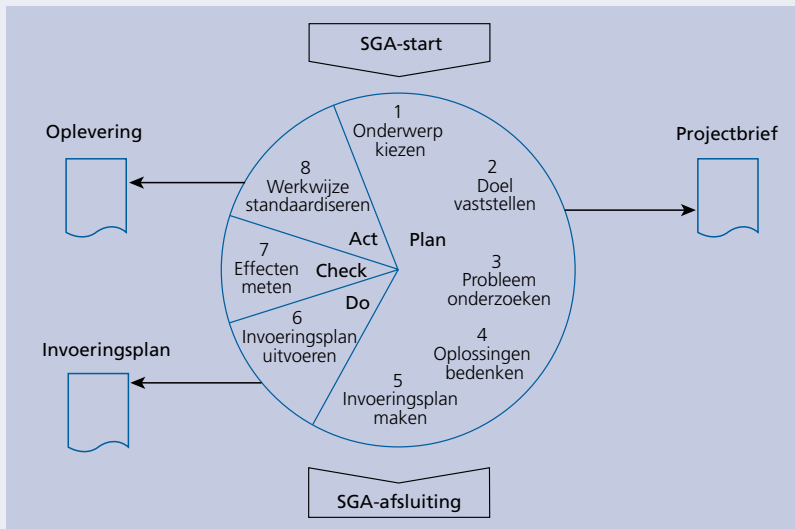 SGA-start
Oplevering
Projectbrief
1
Onderwerp
kiezen
2
Doel
vaststellen
3
Probleem
onderzoeken
4
Oplossingen
bedenken
5
Invoeringsplan
maken
6
Invoeringsplan
uitvoeren
7
Effecten
meten
8
Werkwijze
standaardiseren
Act
Plan
Check
Do
Invoeringsplan
SGA-afsluiting